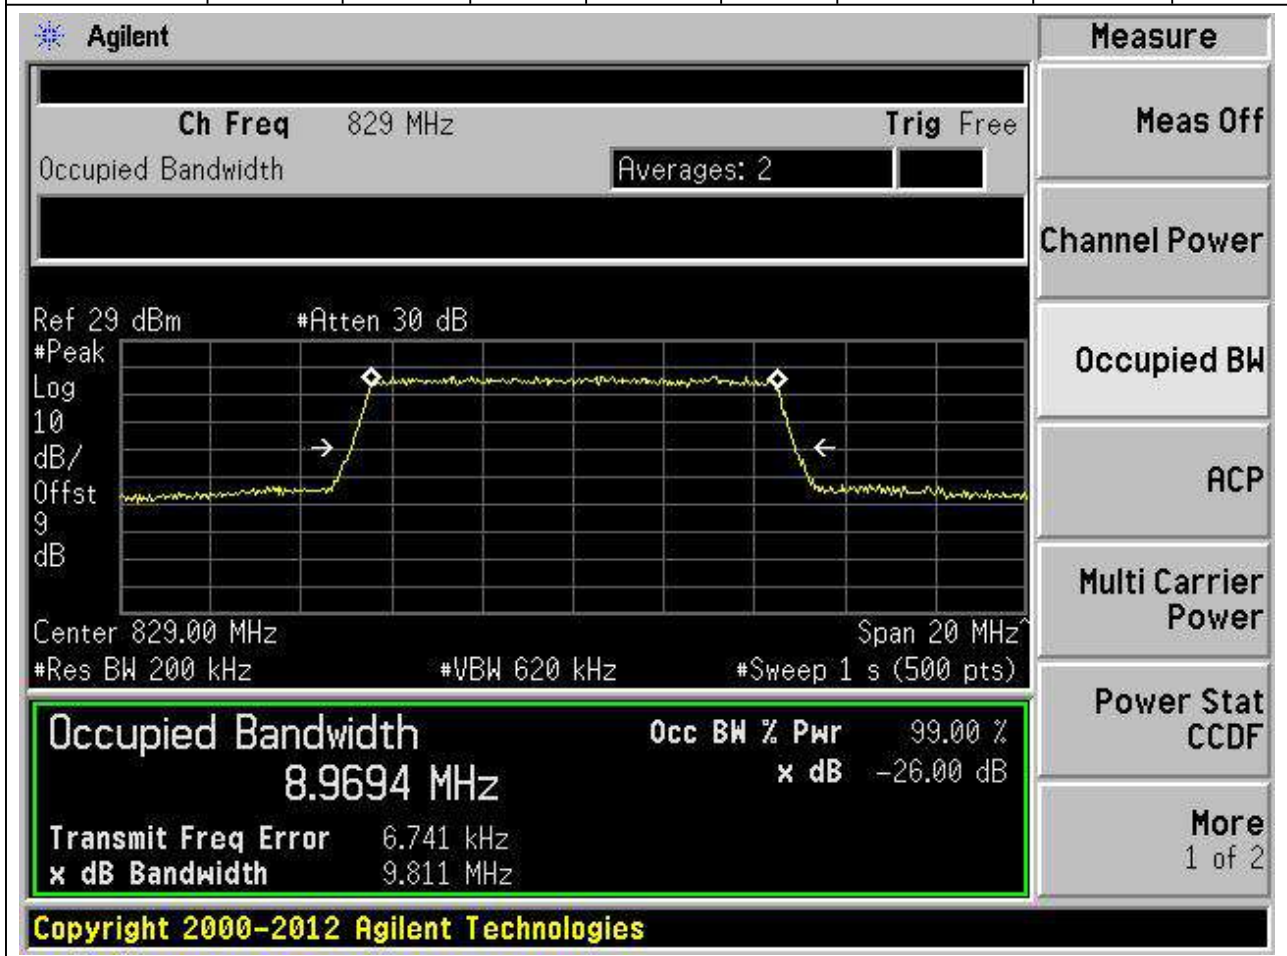 Agilent
Measure
Ch Freq 829 MHz Trig Free
Occupied Bandwidth Averages: 2
Meas Off
Channel Power
Occupied BW
ACP
Multi Carrier
Power
Power Stat
CCDF
More
1 of 2
Ref 29 dBm #Atten 30 dB
#Peak
Log
10
dB/
Offst
9
dB
Center 829.00 MHz Span 20 MHz^
#Res BW 200 kHz #VBW 620 kHz #Sweep 1 s (500 pts)
Occupied Bandwidth Occ BW % Pwr 99.00 %
8.9694 MHz x dB -26.00 dB
Transmit Freq Error 6.741 kHz
x dB Bandwidth 9.811 MHz
Copyright 2000-2012 Agilent Technologies